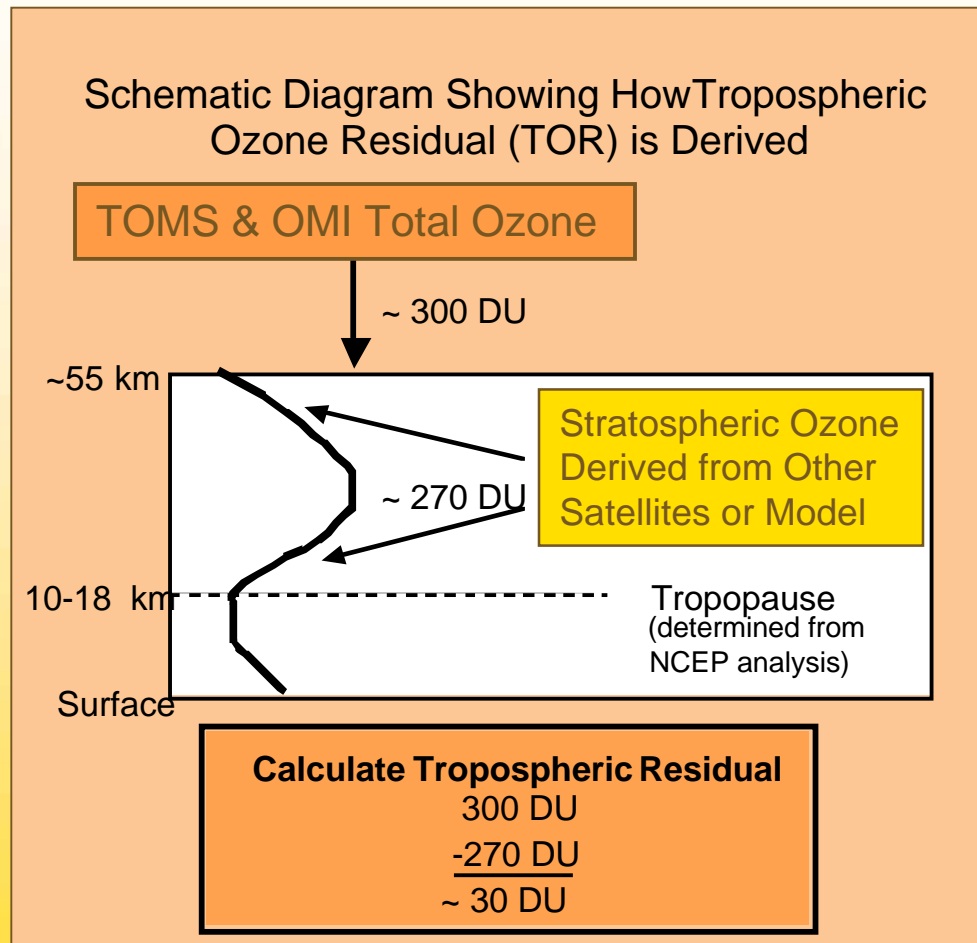 Schematic Diagram Showing HowTropospheric
Ozone Residual (TOR) is Derived
TOMS & OMI Total Ozone
~ 300 DU
~55 km
Stratospheric Ozone
Derived from Other
Satellites or Model
~ 270 DU
10-18 km
Tropopause
(determined from
NCEP analysis)
Surface
Calculate Tropospheric Residual
300 DU
-270 DU
~ 30 DU